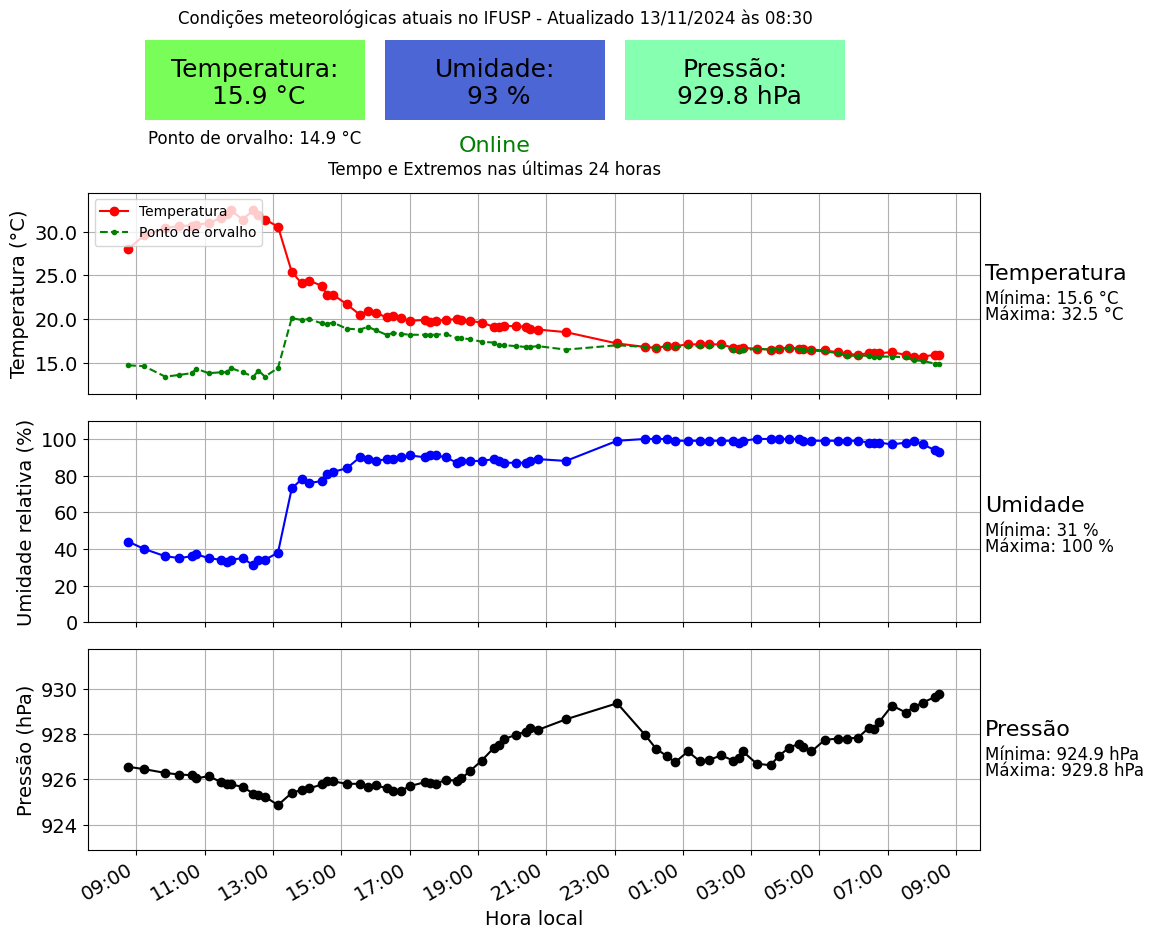 Condições meteorológicas atuais no IFUSP - Atualizado 13/11/2024 às 08:30
Temperatura:
15.9 °C
Umidade:
93 %
Pressão:
929.8 hPa
Ponto de orvalho: 14.9 °C
Online
Tempo e Extremos nas últimas 24 horas
Temperatura (°C)
30.0
25.0
20.0
15.0
Temperatura
Ponto de orvalho
Temperatura
Mínima: 15.6 °C
Máxima: 32.5 °C
Umidade relativa (%)
100
80
60
40
20
0
Umidade
Mínima: 31 %
Máxima: 100 %
Pressão (hPa)
930
928
926
924
Pressão
Mínima: 924.9 hPa
Máxima: 929.8 hPa
09:00 11:00 13:00 15:00 17:00 19:00 21:00 23:00 01:00 03:00 05:00 07:00 09:00
Hora local